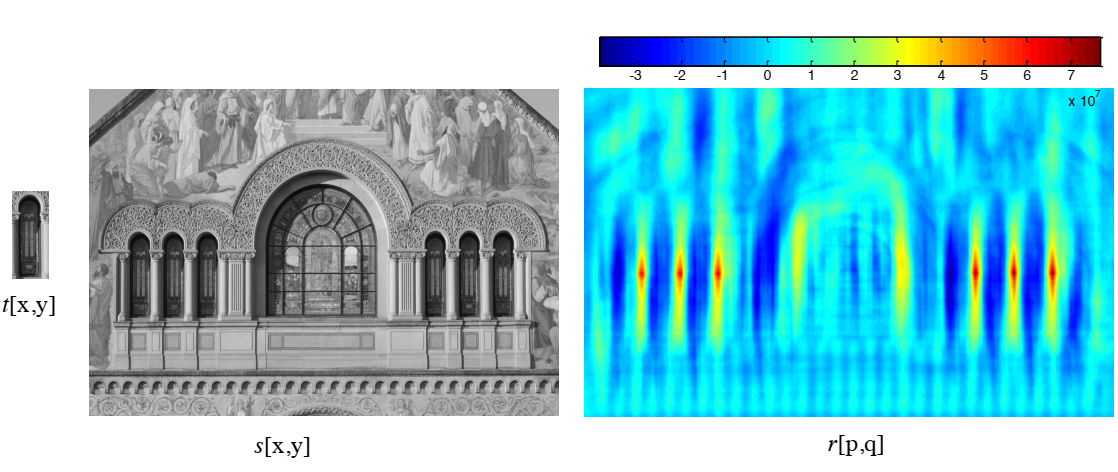 -3 -2 -1 0 1 2 3 4 5 6 7
x 10^7
t[x,y]
s[x,y]
r[p,q]